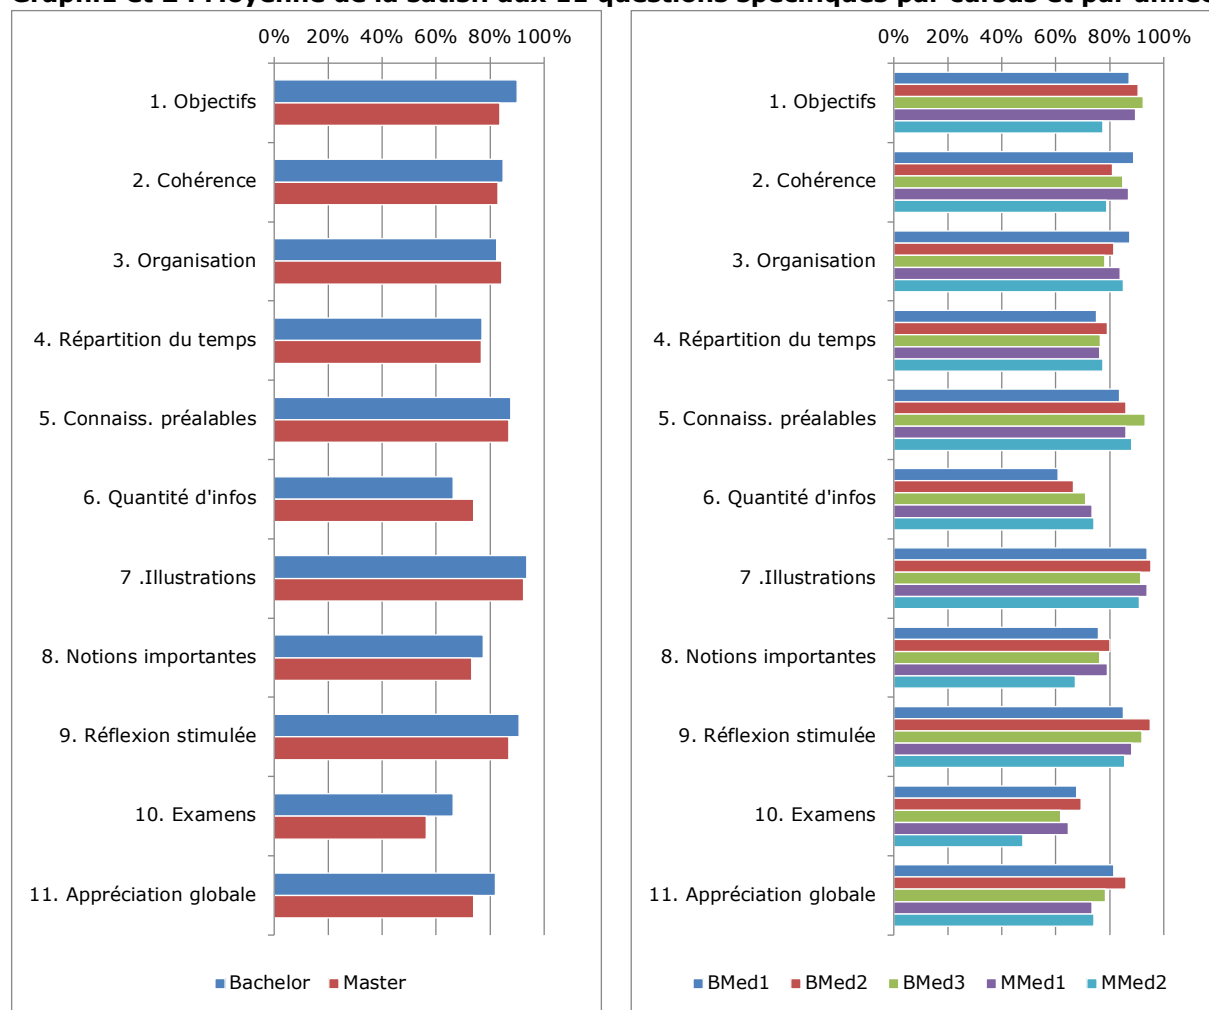 Graph1 et 2 : Moyenne de la aux 11 questions spécifiques par cursus et par année
0% 20% 40% 60% 80% 100%
1. Objectifs
2. Cohérence
3. Organisation
4. Répartition du temps
5. Connaiss. préalables
6. Quantité d'infos
7 .Illustrations
8. Notions importantes
9. Réflexion stimulée
10. Examens
11. Appréciation globale
Bachelor Master
0% 20% 40% 60% 80% 100%
1. Objectifs
2. Cohérence
3. Organisation
4. Répartition du temps
5. Connaiss. préalables
6. Quantité d'infos
7 .Illustrations
8. Notions importantes
9. Réflexion stimulée
10. Examens
11. Appréciation globale
BMed1 BMed2 BMed3 MMed1 MMed2